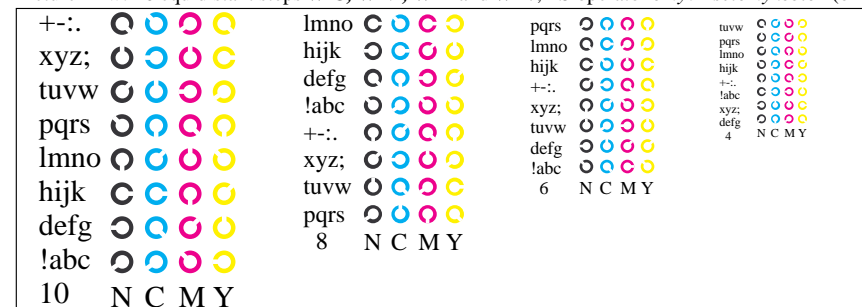 +-:.
xyz;
tuvw
pqrs
lmno
hijk
defg
!abc
10 N C M Y
lmno
hijk
defg
!abc
+-:.
xyz;
tuvw
pqrs
8 N C M Y
pqrs
lmno
hijk
+-:.
xyz;
tuvw
defg
!abc
6 N C M Y
tuvw
pqrs
lmno
hijk
+-:.
!abc
xyz;
defg
4 N C M Y